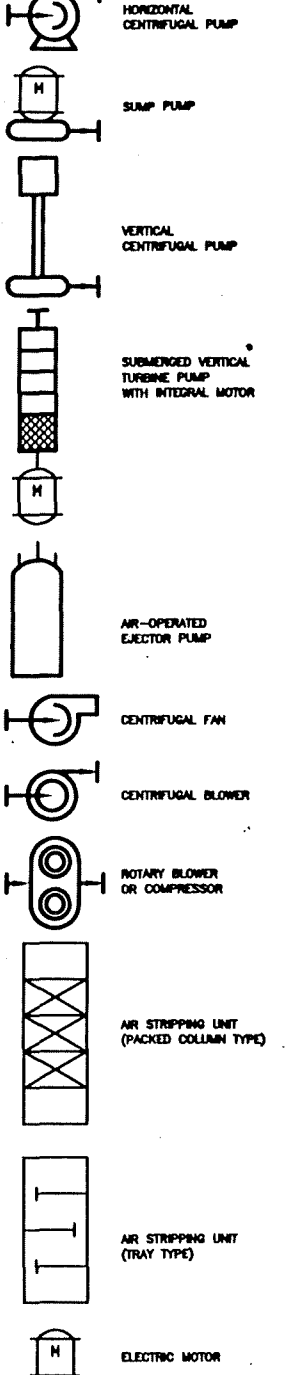 HORIZONTAL
CENTRIFUGAL PUMP
M
SUMP PUMP
VERTICAL
CENTRIFUGAL PUMP
SUBMERGED VERTICAL
TURBINE PUMP
WITH INTEGRAL MOTOR
M
AIR-OPERATED
EJECTOR PUMP
CENTRIFUGAL FAN
CENTRIFUGAL BLOWER
ROTARY BLOWER
OR COMPRESSOR
AIR STRIPPING UNIT
(PACKED COLUMN TYPE)
AIR STRIPPING UNIT
(TRAY TYPE)
M
ELECTRIC MOTOR